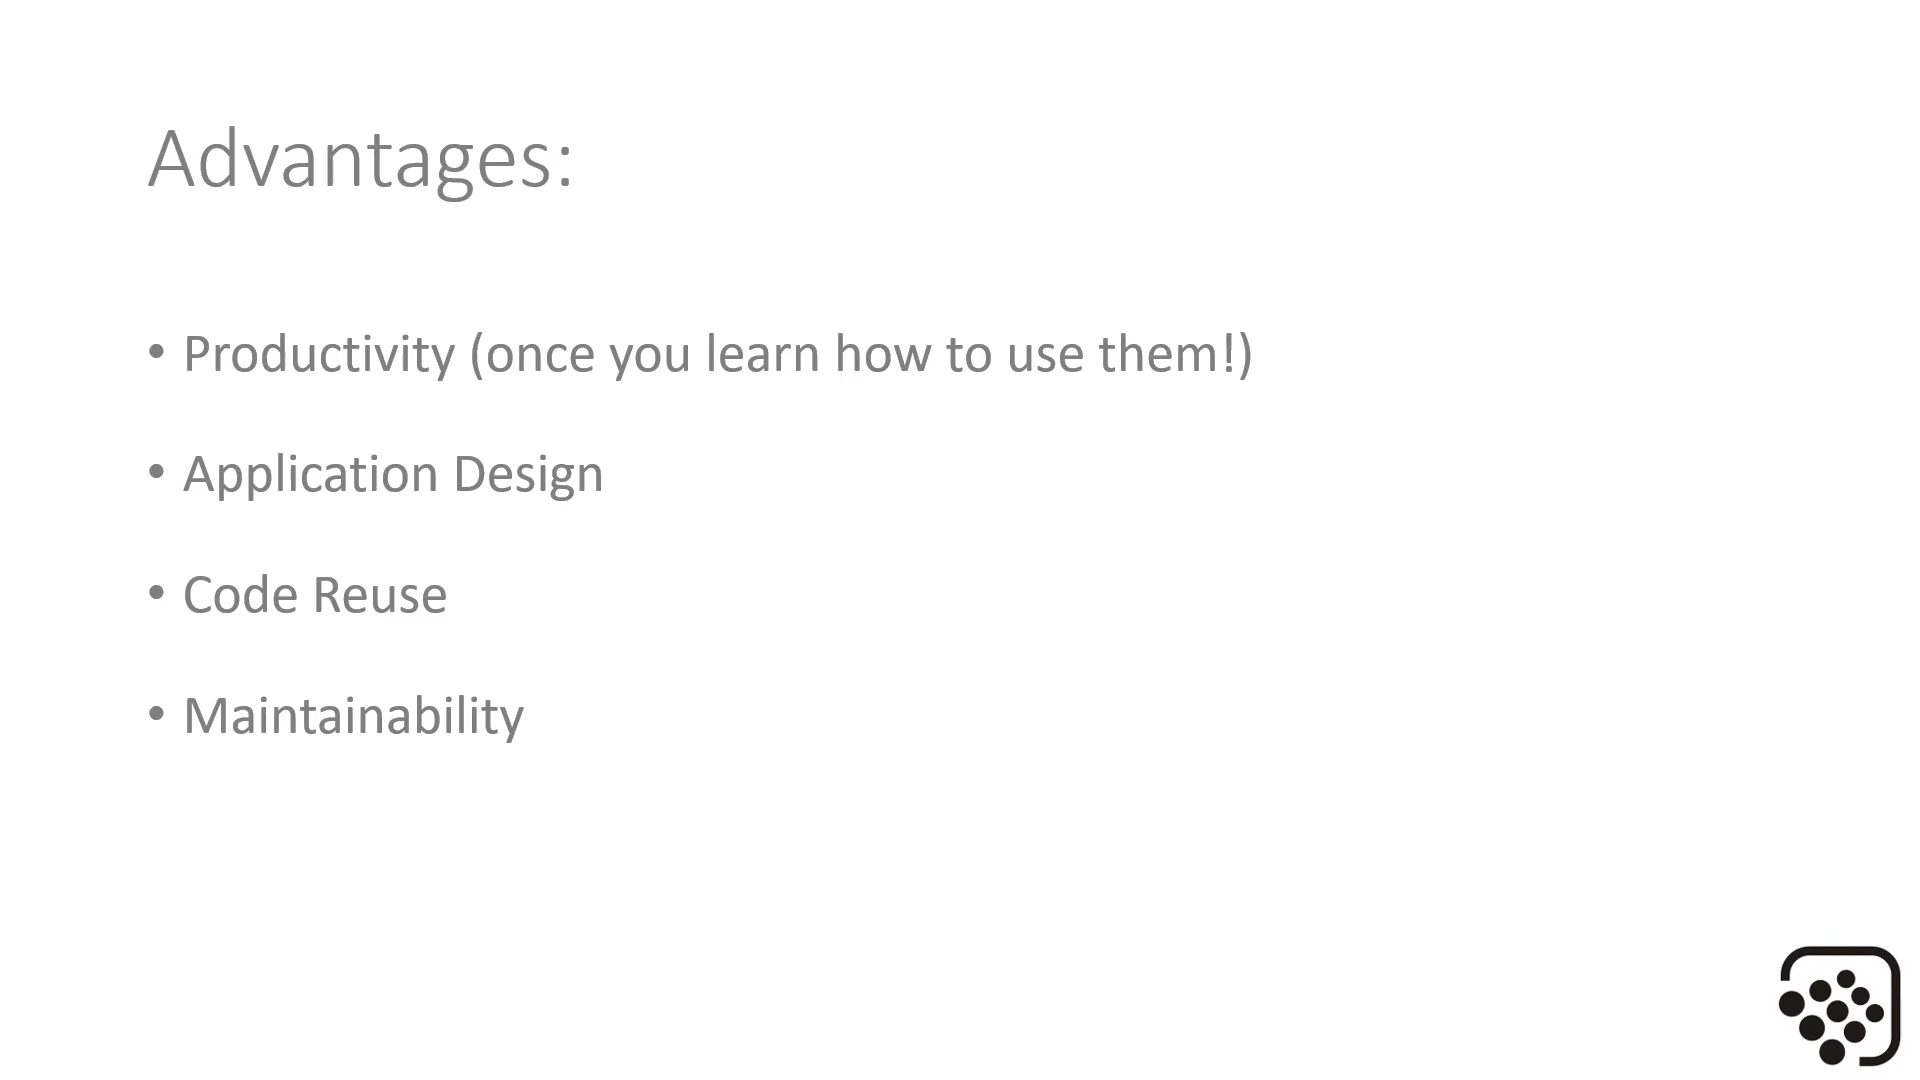 Advantages:
• Productivity (once you learn how to use them!)
• Application Design
• Code Reuse
• Maintainability